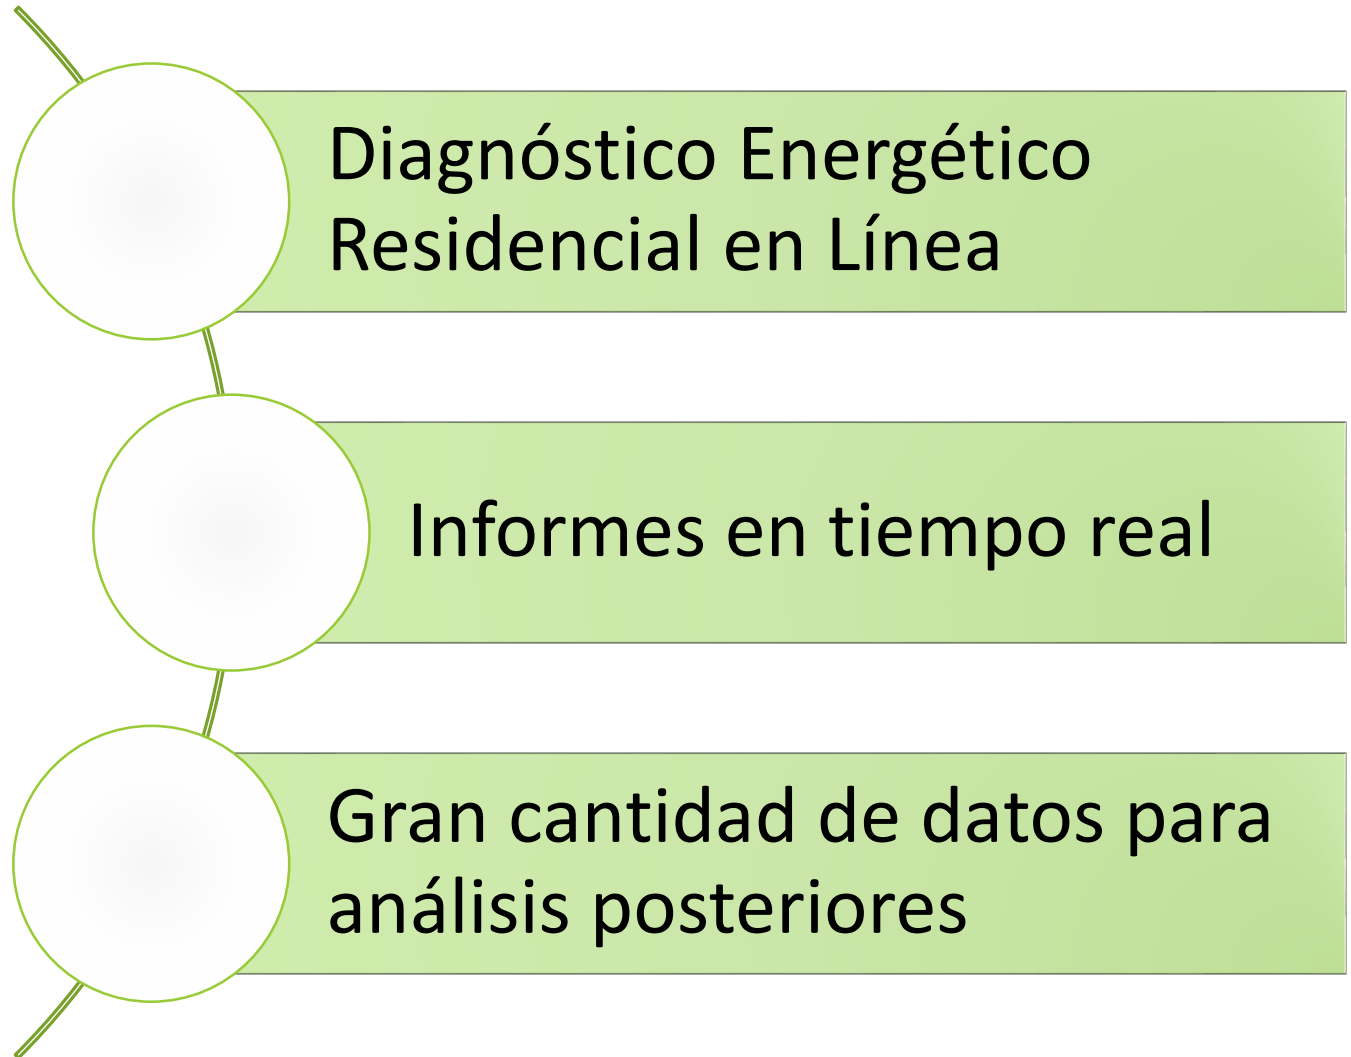 Diagnóstico Energético
Residencial en Línea
Informes en tiempo real
Gran cantidad de datos para
análisis posteriores